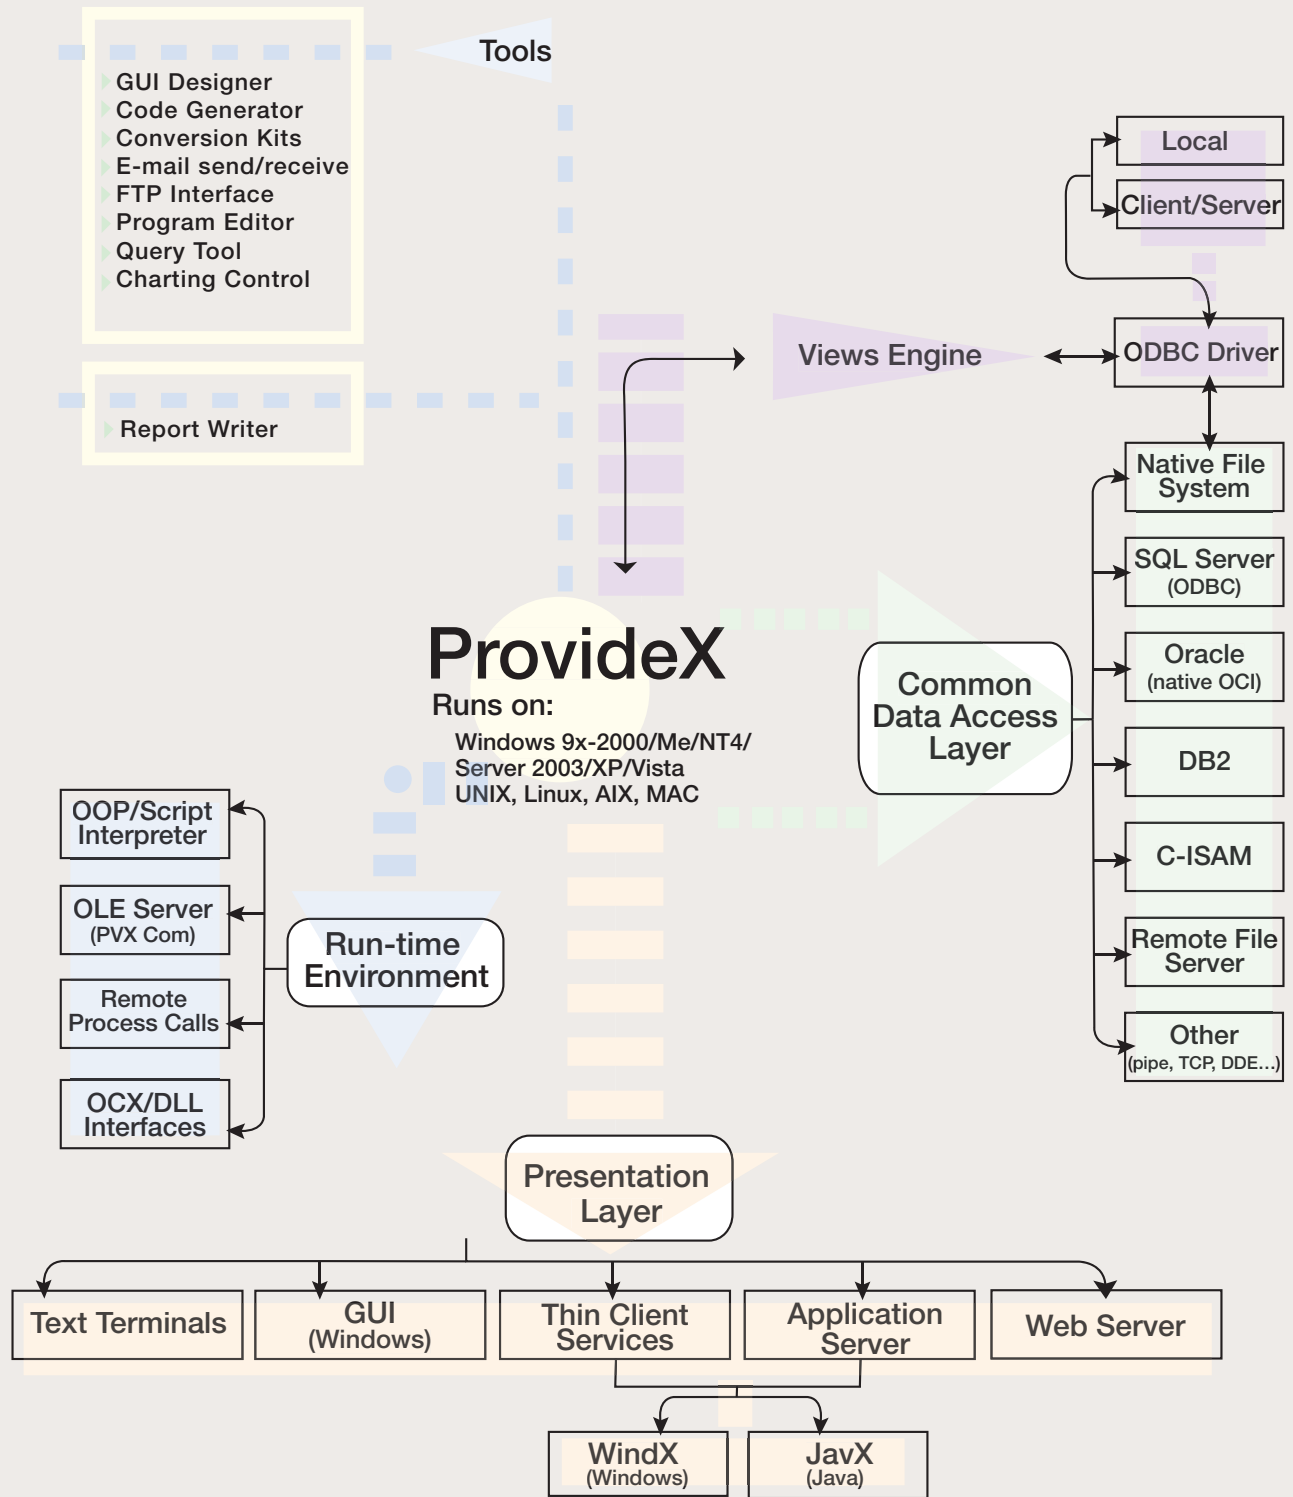 Tools
GUI Designer
Code Generator
Conversion Kits
E-mail send/receive
FTP Interface
Program Editor
Query Tool
Charting Control
Report Writer
Local
Client/Server
Views Engine
ODBC Driver
Native File
System
SQL Server
(ODBC)
Oracle
(native OCI)
DB2
C-ISAM
Remote File
Server
Other
(pipe, TCP, DDE...)
Common
Data Access
Layer
ProvideX
Runs on:
Windows 9x-2000/Me/NT4/
Server 2003/XP/Vista
UNIX, Linux, AIX, MAC
OOP/Script
Interpreter
OLE Server
(PVX Com)
Remote
Process Calls
OCX/DLL
Interfaces
Run-time
Environment
Presentation
Layer
Text Terminals
GUI
(Windows)
Thin Client
Services
Application
Server
Web Server
WindX
(Windows)
JavX
(Java)